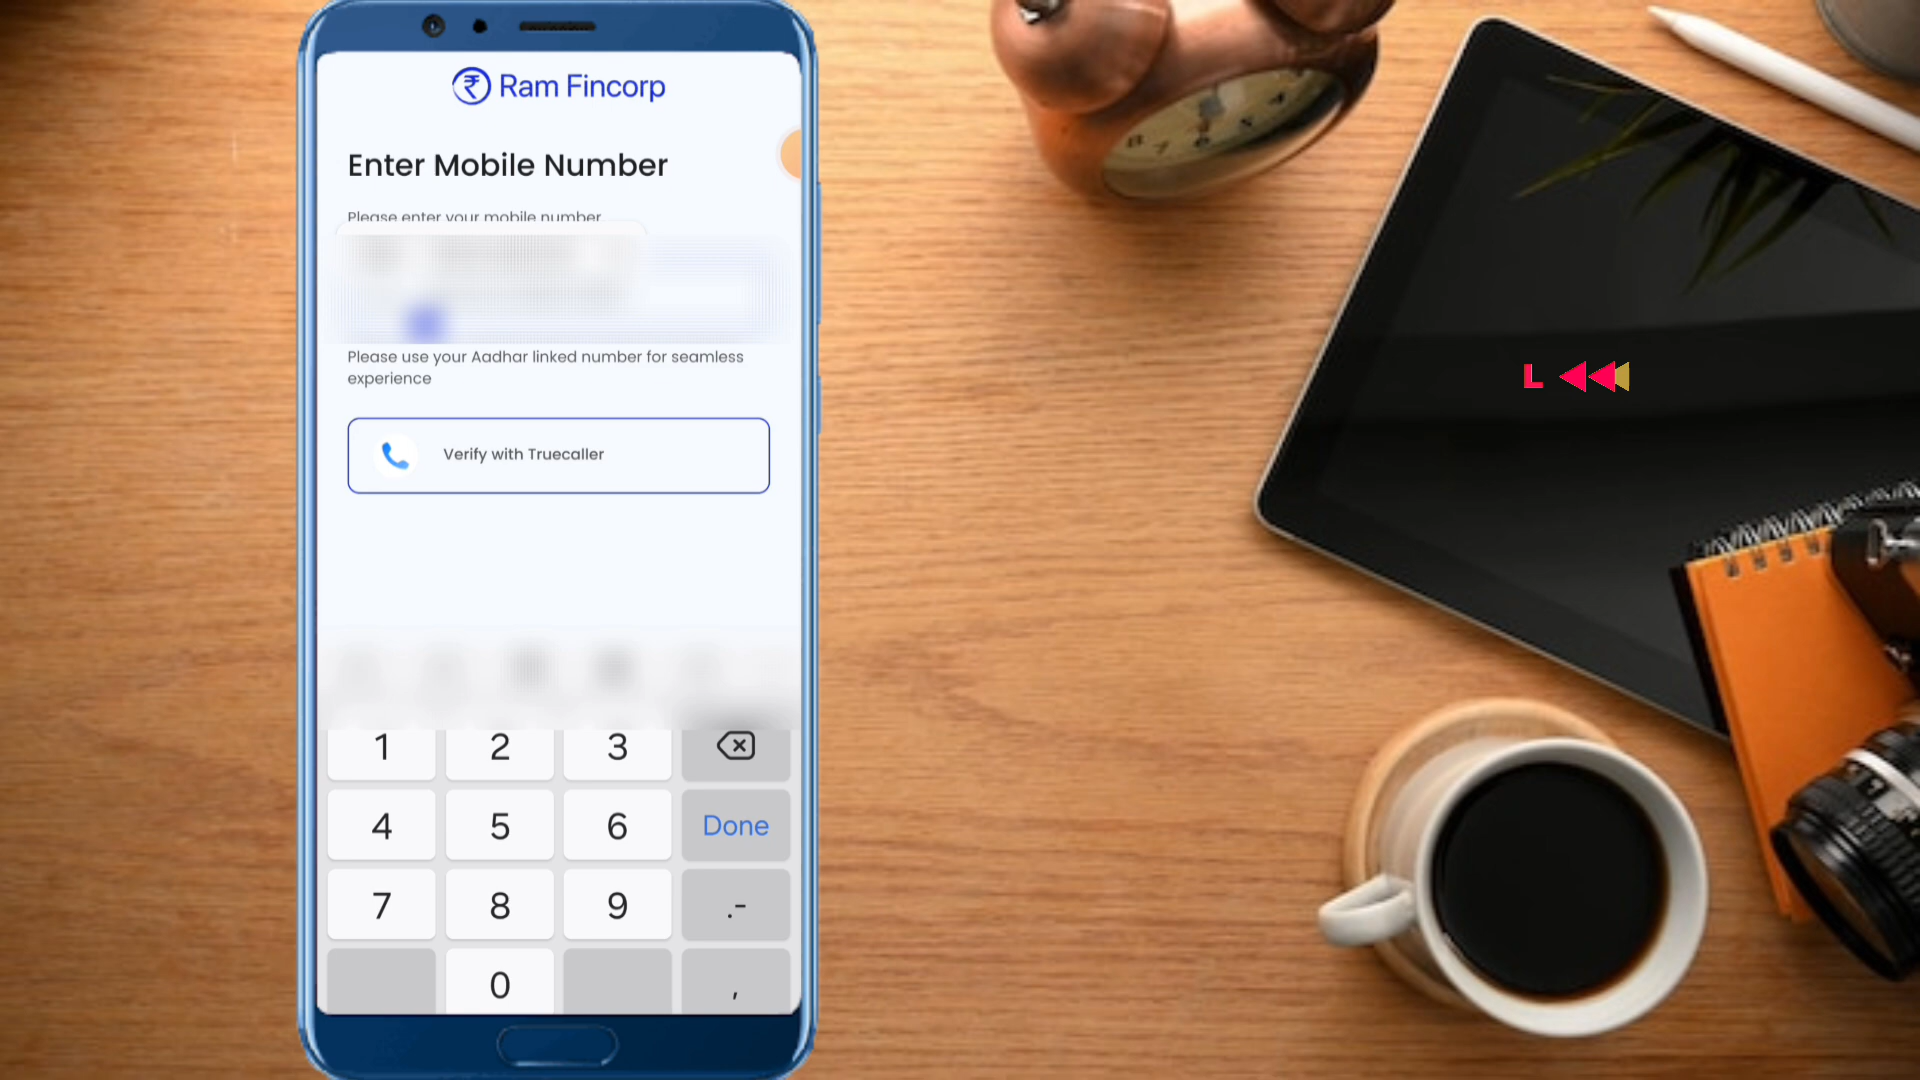 Ram Fincorp
Enter Mobile Number
Please enter your mobile number
Please use your Aadhar linked number for seamless
experience
Verify with Truecaller
1 2 3
4 5 6 Done
7 8 9 .-
0 ,
L